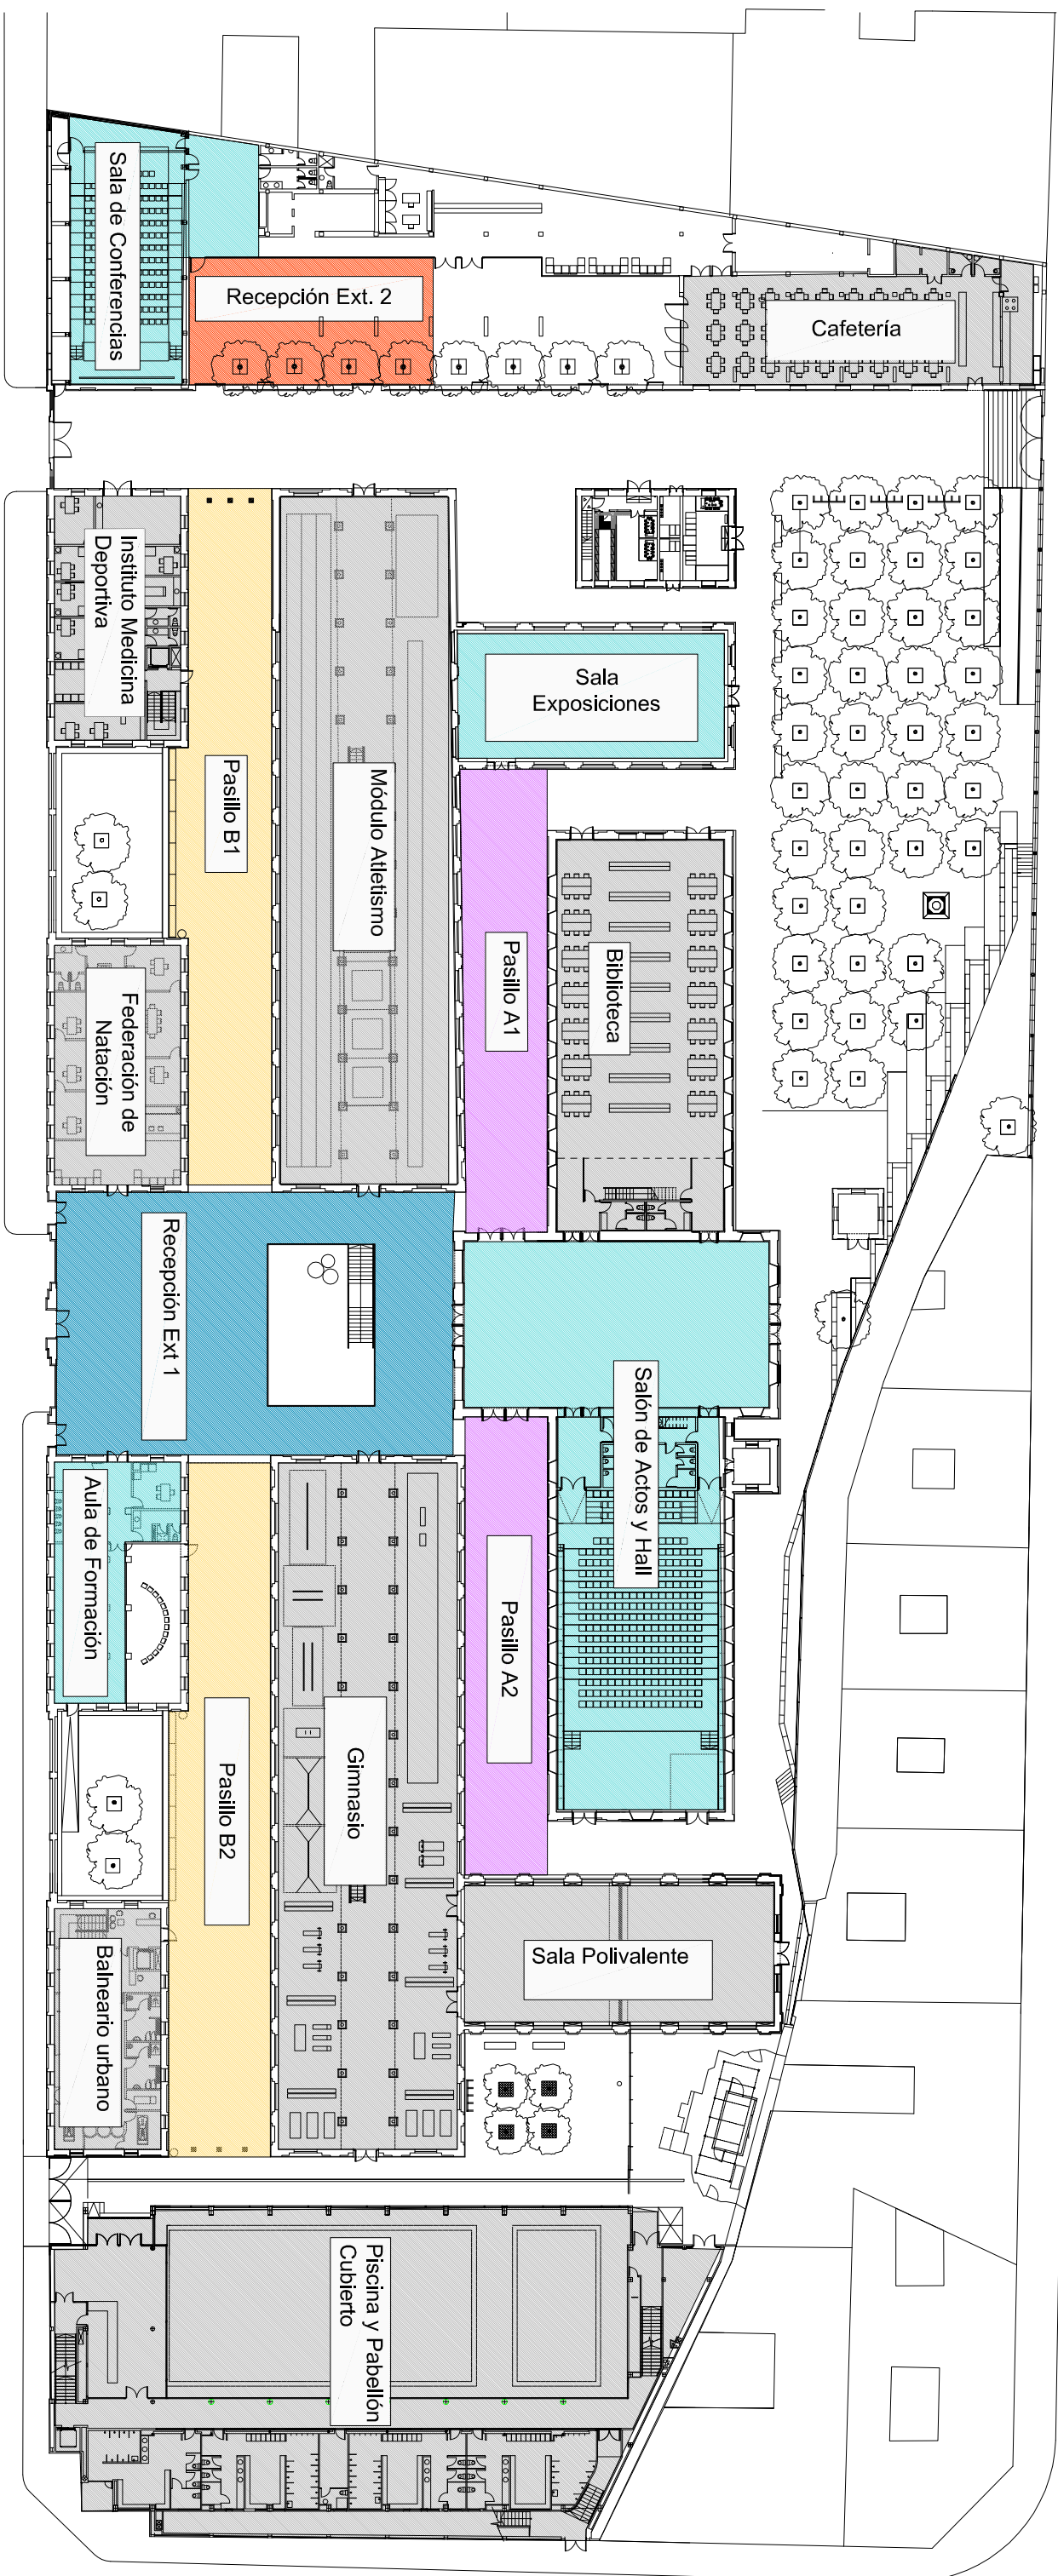 Sala de Conferencias
Recepción Ext. 2
Cafetería
Instituto Medicina
Deportiva
Pasillo B1
Módulo Atletismo
Sala
Exposiciones
Pasillo A1
Biblioteca
Federación de
Natación
Recepción Ext 1
Salón de Actos y Hall
Aula de Formación
Pasillo B2
Gimnasio
Pasillo A2
Sala Polivalente
Balneario urbano
Piscina y Pabellón
Cubierto